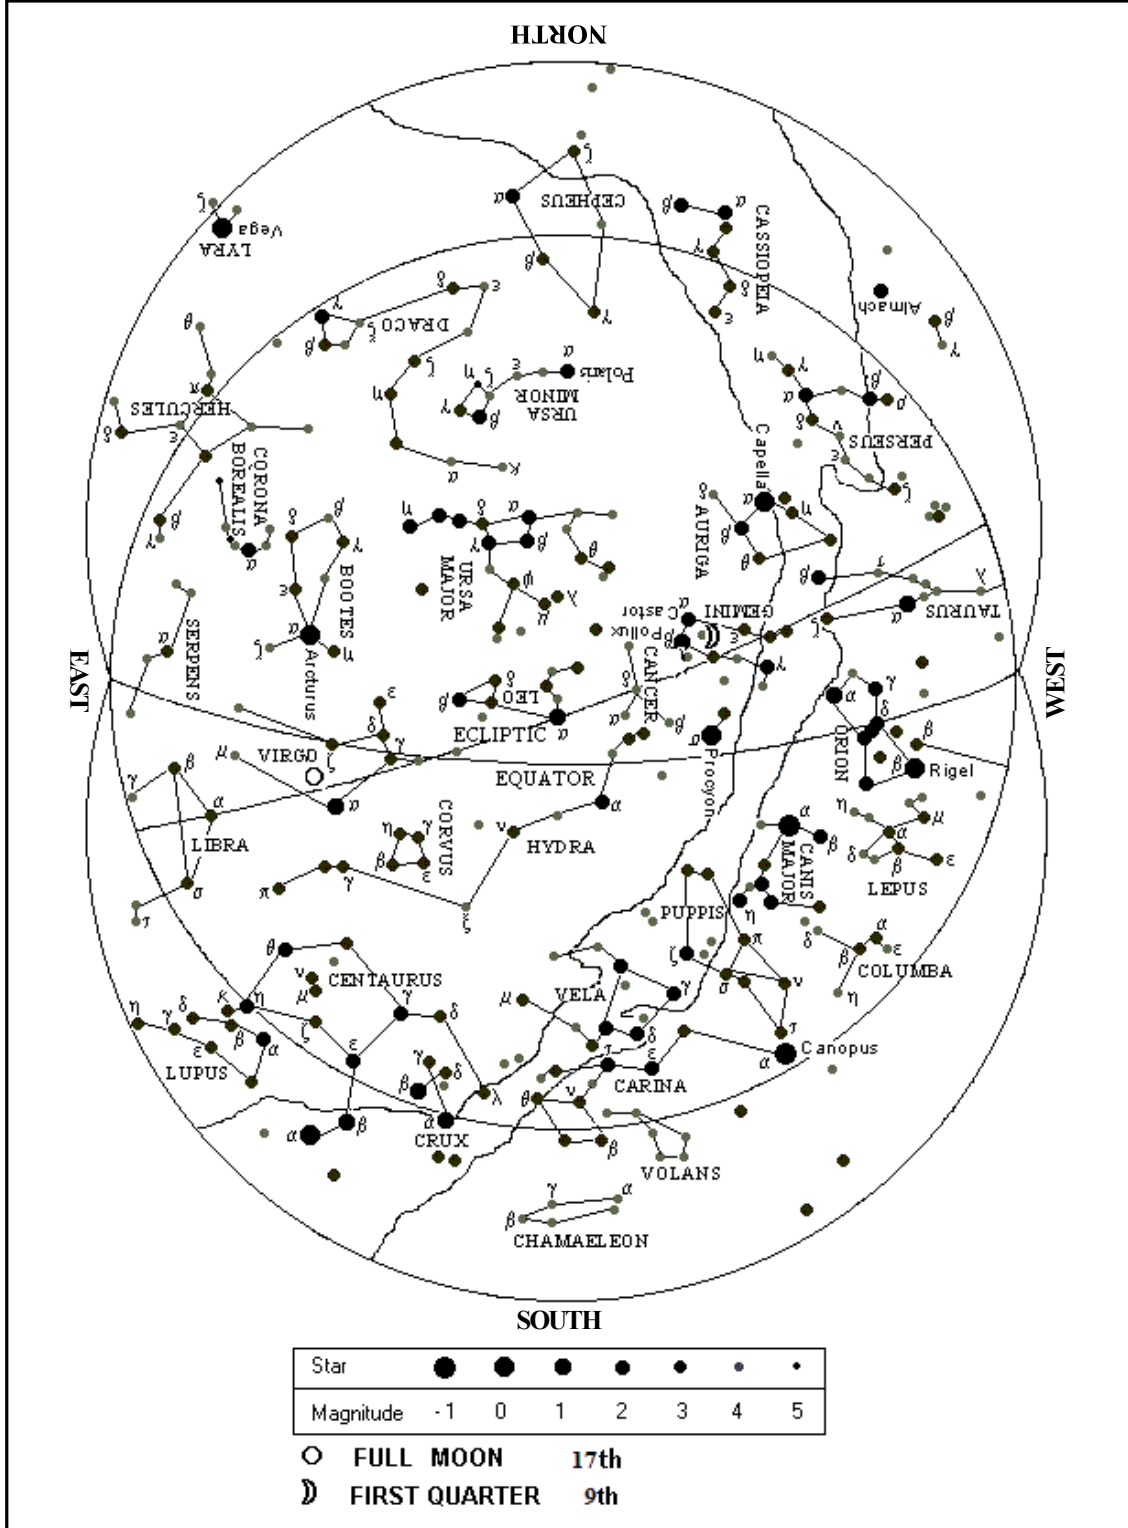 NORTH
ζ
α
CEPHEUS
β
γ
β
α
CASSIOPEIA
γ
δ
ε
ζ
Vega
LYRA
Almach
β
γ
γ
δ
ε
DRACO
ξ
β
ζ
η
α
Polaris
η
ζ
ε
URSA
MINOR
γ
β
κ
α
θ
π
HERCULES
δ
ε
β
γ
CORONA
BOREALIS
α
η
γ
α
β
ρ
δ
ν
PERSEUS
ε
ζ
Capella
α
δ
η
β
AURIGA
θ
δ
β
γ
BOOTES
ε
α
ζ
η
Arcturus
η
δ
α
γ
β
URSA
MAJOR
θ
ψ
λ
μ
β
τ
λ
α
TAURUS
ζ
GEMINI
α
Castor
β
Pollux
ε
γ
SERPENS
α
EAST
WEST
CANCER
δ
α
β
δ
LEO
β
α
ECLIPTIC
ε
δ
γ
VIRGO
ζ
μ
α
EQUATOR
α
Procyon
α
γ
δ
ORION
β
β
Rigel
γ
β
α
LIBRA
σ
τ
CORVUS
η
γ
β
ε
ν
HYDRA
α
π
γ
ζ
α
β
CANIS
MAJOR
η
η
μ
α
δ
β
ε
LEPUS
PUPPIS
ζ
π
σ
ν
τ
δ
α
β
ε
COLUMBA
η
θ
ν
CENTAURUS
μ
κ
η
γ
δ
ζ
ε
λ
η
γ
δ
β
α
ε
LUPUS
α
β
VELA
μ
γ
δ
Canopus
α
τ
ε
CARINA
ν
θ
β
γ
β
δ
α
CRUX
VOLANS
γ
α
β
CHAMAELEON
SOUTH
Star
Magnitude -1 0 1 2 3 4 5
FULL MOON 17th
FIRST QUARTER 9th